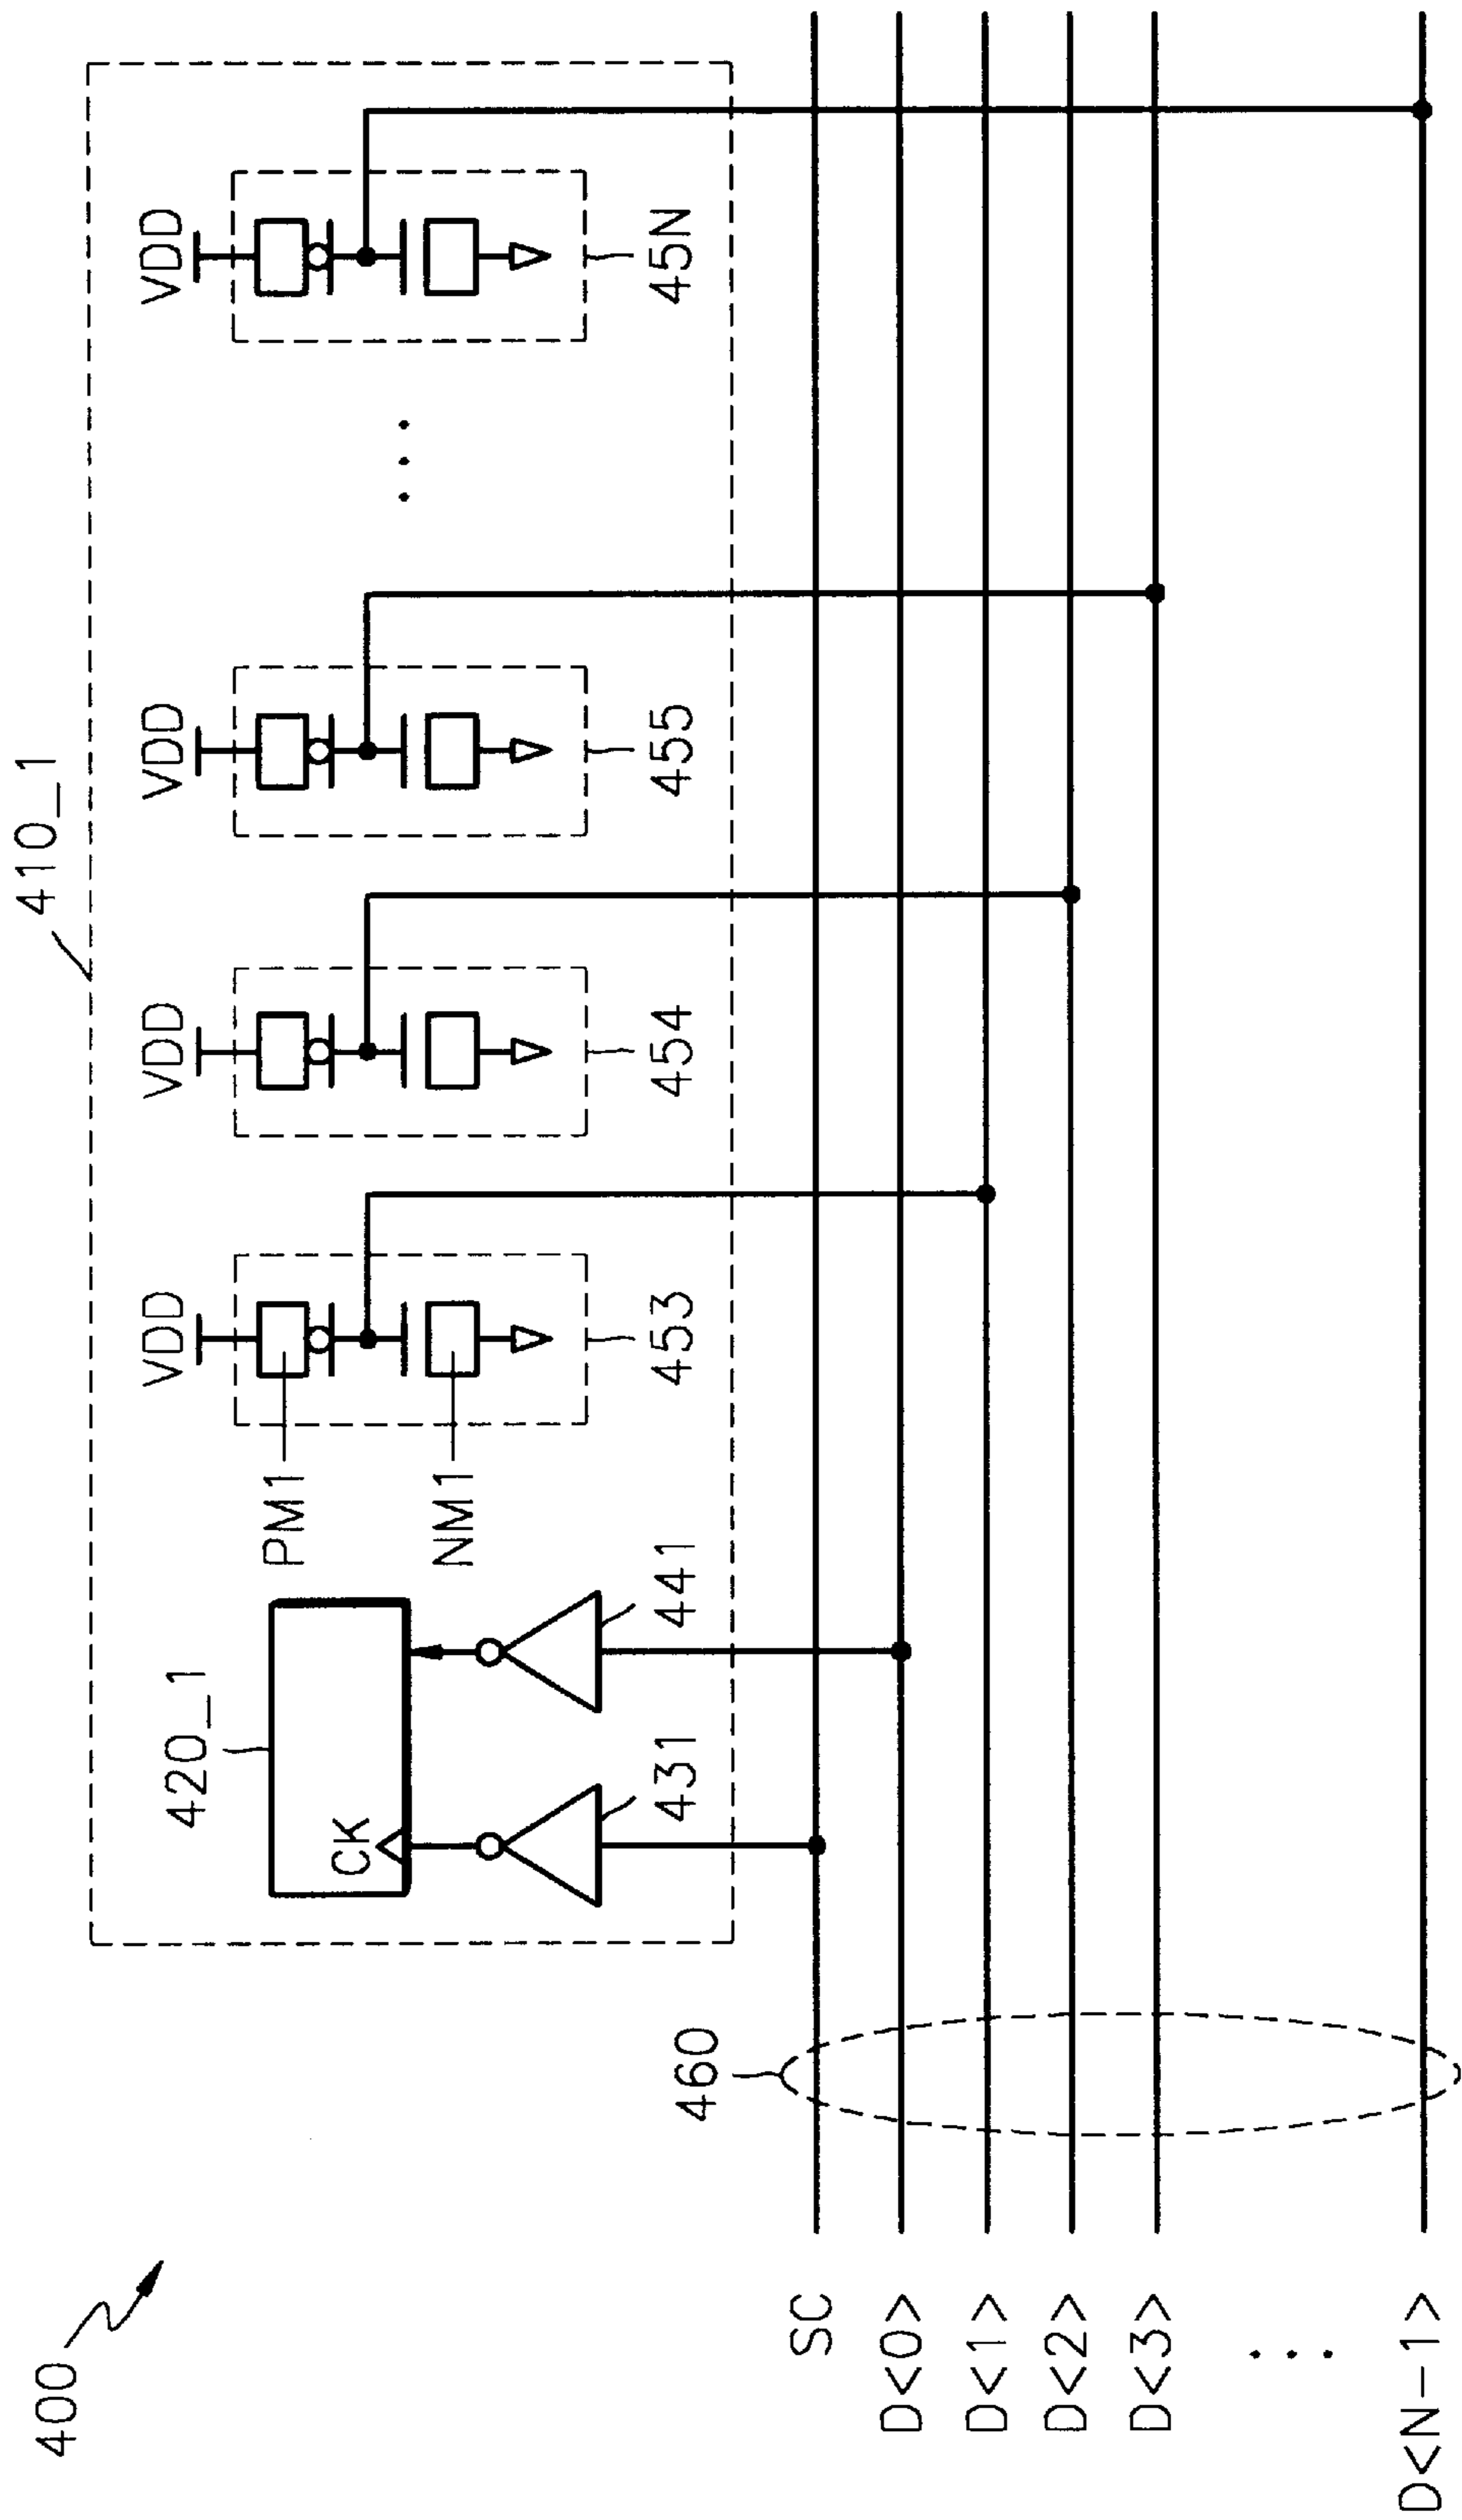 400
410_1
420_1
CK
431
441
PM1
NM1
VDD
VDD
VDD
VDD
453
454
455
45N
...
460
SC
D<0>
D<1>
D<2>
D<3>
...
D<N-1>